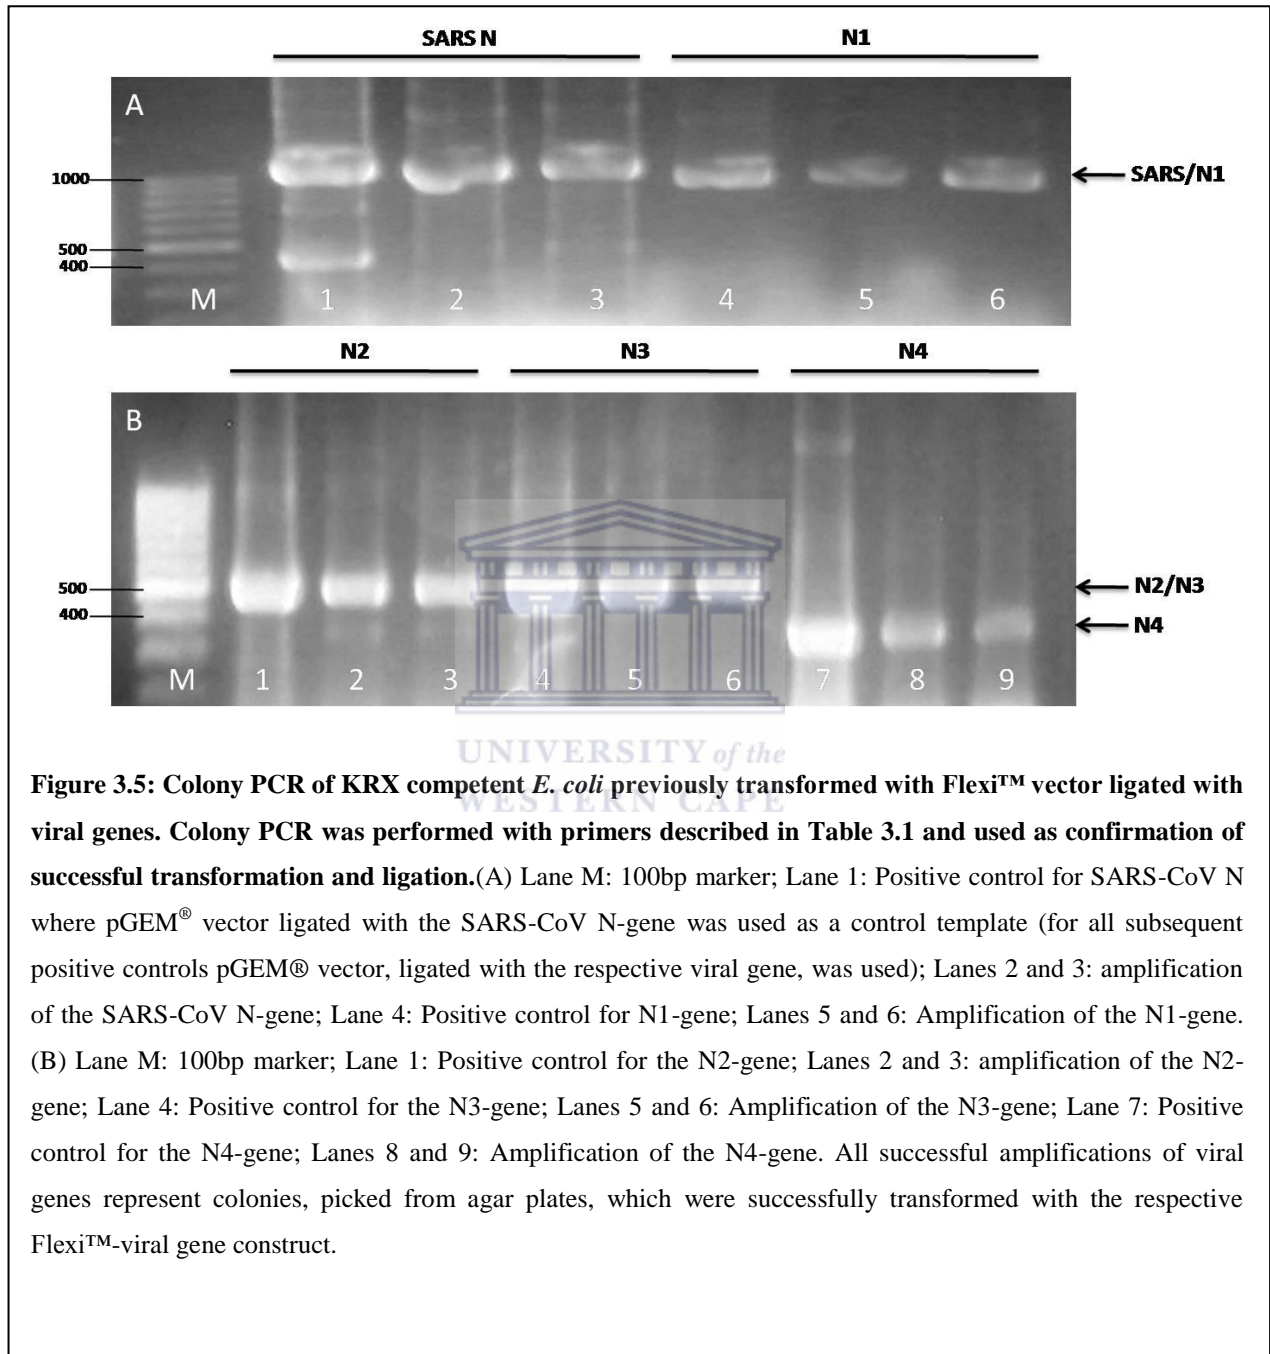 SARS N N1
A
1000
SARS/N1
500
400
M 1 2 3 4 5 6
N2 N3 N4
B
500
N2/N3
400
N4
M 1 2 3 4 5 6 7 8 9
UNIVERSITY of the
WESTERN CAPE
Figure 3.5: Colony PCR of KRX competent E. coli previously transformed with Flexi™ vector ligated with
viral genes. Colony PCR was performed with primers described in Table 3.1 and used as confirmation of
successful transformation and ligation.(A) Lane M: 100bp marker; Lane 1: Positive control for SARS-CoV N
where pGEM® vector ligated with the SARS-CoV N-gene was used as a control template (for all subsequent
positive controls pGEM® vector, ligated with the respective viral gene, was used); Lanes 2 and 3: amplification
of the SARS-CoV N-gene; Lane 4: Positive control for N1-gene; Lanes 5 and 6: Amplification of the N1-gene.
(B) Lane M: 100bp marker; Lane 1: Positive control for the N2-gene; Lanes 2 and 3: amplification of the N2-
gene; Lane 4: Positive control for the N3-gene; Lanes 5 and 6: Amplification of the N3-gene; Lane 7: Positive
control for the N4-gene; Lanes 8 and 9: Amplification of the N4-gene. All successful amplifications of viral
genes represent colonies, picked from agar plates, which were successfully transformed with the respective
Flexi™-viral gene construct.